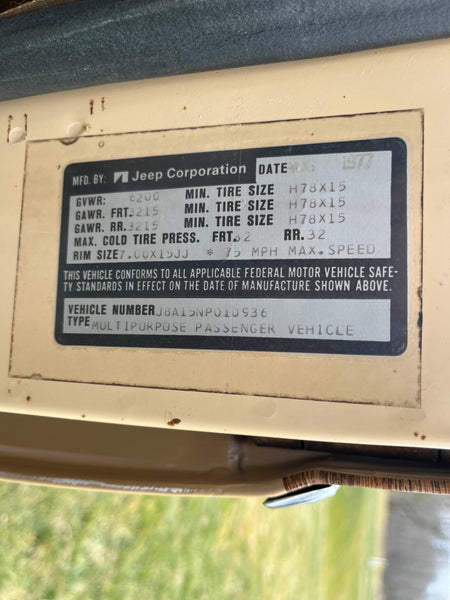 MFD. BY: Jeep Corporation DATE 1977
GVWR: 6200 MIN. TIRE SIZE H78X15
GAWR. FRT. 3215 MIN. TIRE SIZE H78X15
GAWR. RR. 3215 MIN. TIRE SIZE H78X15
MAX. COLD TIRE PRESS. FRT. 32 RR. 32
RIM SIZE 7.00X15JJ * 75 MPH MAX.SPEED
THIS VEHICLE CONFORMS TO ALL APPLICABLE FEDERAL MOTOR VEHICLE SAFE-
TY STANDARDS IN EFFECT ON THE DATE OF MANUFACTURE SHOWN ABOVE.
VEHICLE NUMBER J8A15NP010936
TYPE MULTIPURPOSE PASSENGER VEHICLE